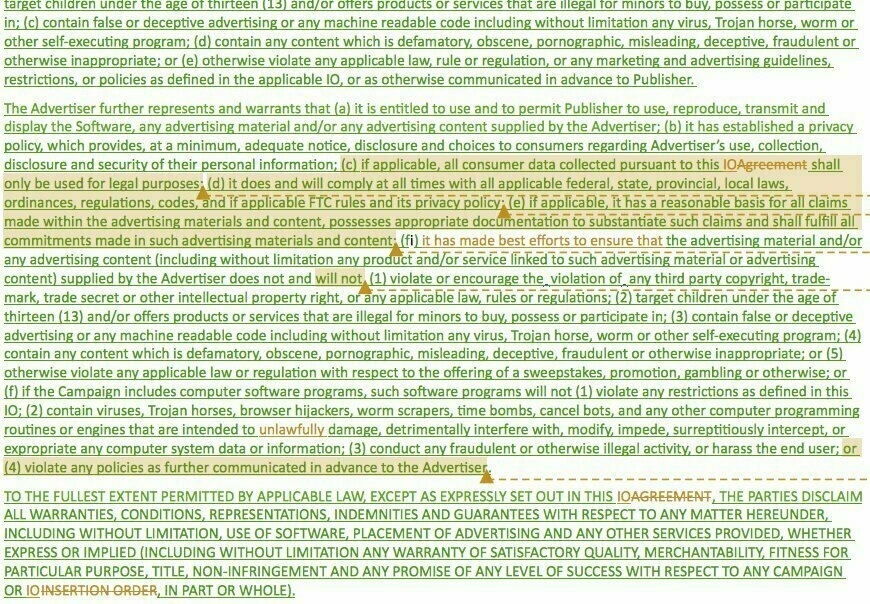 target children under the age of thirteen (13) and/or offers products or services that are illegal for minors to buy, possess or participate
in; (c) contain false or deceptive advertising or any machine readable code including without limitation any virus, Trojan horse, worm or
other self-executing program; (d) contain any content which is defamatory, obscene, pornographic, misleading, deceptive, fraudulent or
otherwise inappropriate; or (e) otherwise violate any applicable law, rule or regulation, or any marketing and advertising guidelines,
restrictions, or policies as defined in the applicable IO, or as otherwise communicated in advance to Publisher.
The Advertiser further represents and warrants that (a) it is entitled to use and to permit Publisher to use, reproduce, transmit and
display the Software, any advertising material and/or any advertising content supplied by the Advertiser; (b) it has established a privacy
policy, which provides, at a minimum, adequate notice, disclosure and choices to consumers regarding Advertiser's use, collection,
disclosure and security of their personal information; (c) if applicable, all consumer data collected pursuant to this IOAgreement shall
only be used for legal purposes; (d) it does and will comply at all times with all applicable federal, state, provincial, local laws,
ordinances, regulations, codes, and if applicable FTC rules and its privacy policy; (e) if applicable, it has a reasonable basis for all claims
made within the advertising materials and content, possesses appropriate documentation to substantiate such claims and shall fulfill all
commitments made in such advertising materials and content; (fi) it has made best efforts to ensure that the advertising material and/or
any advertising content (including without limitation any product and/or service linked to such advertising material or advertising
content) supplied by the Advertiser does not and will not, (1) violate or encourage the violation of any third party copyright, trade-
mark, trade secret or other intellectual property right, or any applicable law, rules or regulations; (2) target children under the age of
thirteen (13) and/or offers products or services that are illegal for minors to buy, possess or participate in; (3) contain false or deceptive
advertising or any machine readable code including without limitation any virus, Trojan horse, worm or other self-executing program; (4)
contain any content which is defamatory, obscene, pornographic, misleading, deceptive, fraudulent or otherwise inappropriate; or (5)
otherwise violate any applicable law or regulation with respect to the offering of a sweepstakes, promotion, gambling or otherwise; or
(f) if the Campaign includes computer software programs, such software programs will not (1) violate any restrictions as defined in this
IO; (2) contain viruses, Trojan horses, browser hijackers, worm scrapers, time bombs, cancel bots, and any other computer programming
routines or engines that are intended to unlawfully damage, detrimentally interfere with, modify, impede, surreptitiously intercept, or
expropriate any computer system data or information; (3) conduct any fraudulent or otherwise illegal activity, or harass the end user; or
(4) violate any policies as further communicated in advance to the Advertiser.
TO THE FULLEST EXTENT PERMITTED BY APPLICABLE LAW, EXCEPT AS EXPRESSLY SET OUT IN THIS IOAGREEMENT, THE PARTIES DISCLAIM
ALL WARRANTIES, CONDITIONS, REPRESENTATIONS, INDEMNITIES AND GUARANTEES WITH RESPECT TO ANY MATTER HEREUNDER,
INCLUDING WITHOUT LIMITATION, USE OF SOFTWARE, PLACEMENT OF ADVERTISING AND ANY OTHER SERVICES PROVIDED, WHETHER
EXPRESS OR IMPLIED (INCLUDING WITHOUT LIMITATION ANY WARRANTY OF SATISFACTORY QUALITY, MERCHANTABILITY, FITNESS FOR
PARTICULAR PURPOSE, TITLE, NON-INFRINGEMENT AND ANY PROMISE OF ANY LEVEL OF SUCCESS WITH RESPECT TO ANY CAMPAIGN
OR IOINSERTION ORDER, IN PART OR WHOLE).